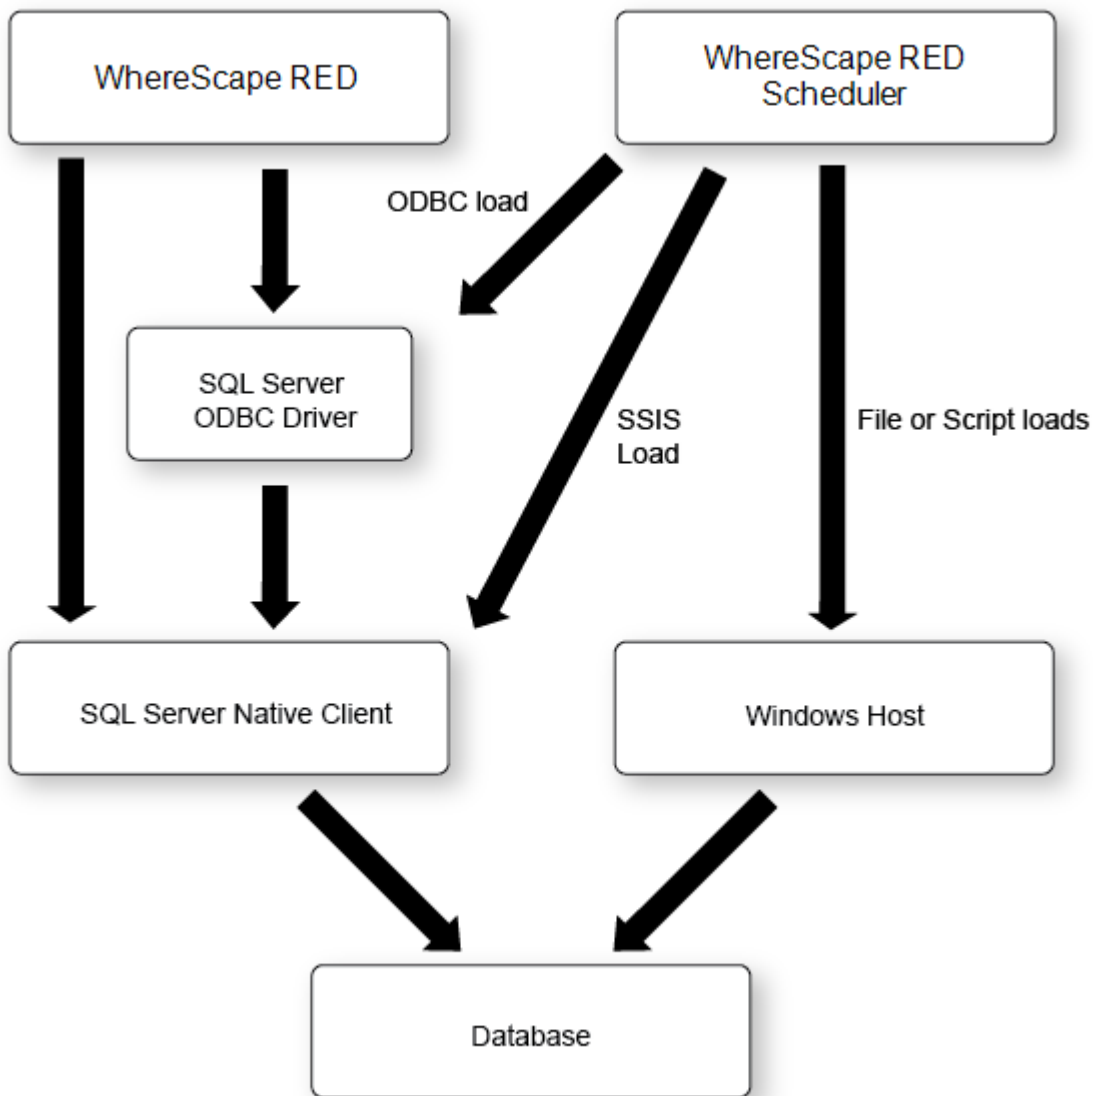 WhereScape RED
WhereScape RED
Scheduler
ODBC load
SQL Server
ODBC Driver
SSIS
Load
File or Script loads
SQL Server Native Client
Windows Host
Database